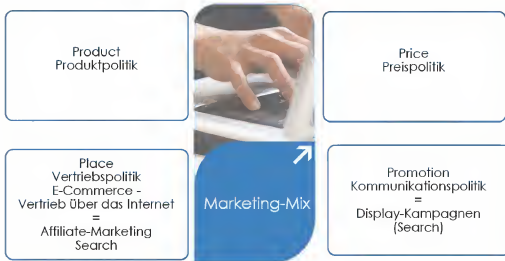 Product
Produktpolitik
Price
Preispolitik
Place
Vertriebspolitik
E-Commerce -
Vertrieb über das Internet
=
Affiliate-Marketing
Search
Marketing-Mix
Promotion
Kommunikationspolitik
=
Display-Kampagnen
(Search)